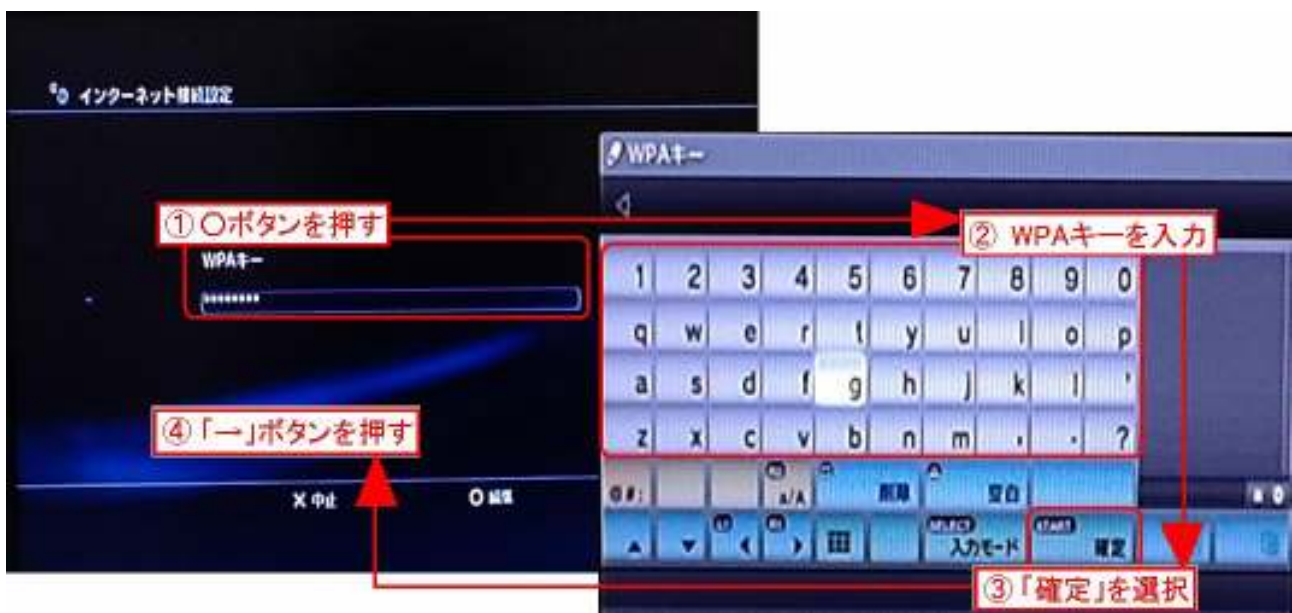 インターネット接続設定
WPAキー
① 〇ボタンを押す
② WPAキーを入力
WPAキー
********
1 2 3 4 5 6 7 8 9 0
q w e r t y u i o p
a s d f g h j k l '
z x c v b n m , . ?
④「→」ボタンを押す
× 中止
〇 編集
@#: a/A 削除 空白
SELECT
入力モード
START
確定
③「確定」を選択